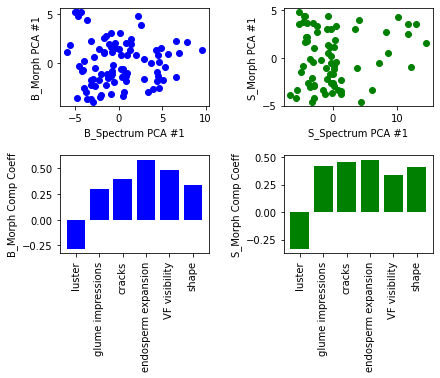 5
0
B_Morph PCA #1
−5
0
5
10
B_Spectrum PCA #1
5
0
−5
S_Morph PCA #1
0
10
S_Spectrum PCA #1
0.50
0.25
0.00
−0.25
B_Morph Comp Coeff
luster
glume impressions
cracks
endosperm expansion
VF visibility
shape
0.50
0.25
0.00
−0.25
S_Morph Comp Coeff
luster
glume impressions
cracks
endosperm expansion
VF visibility
shape